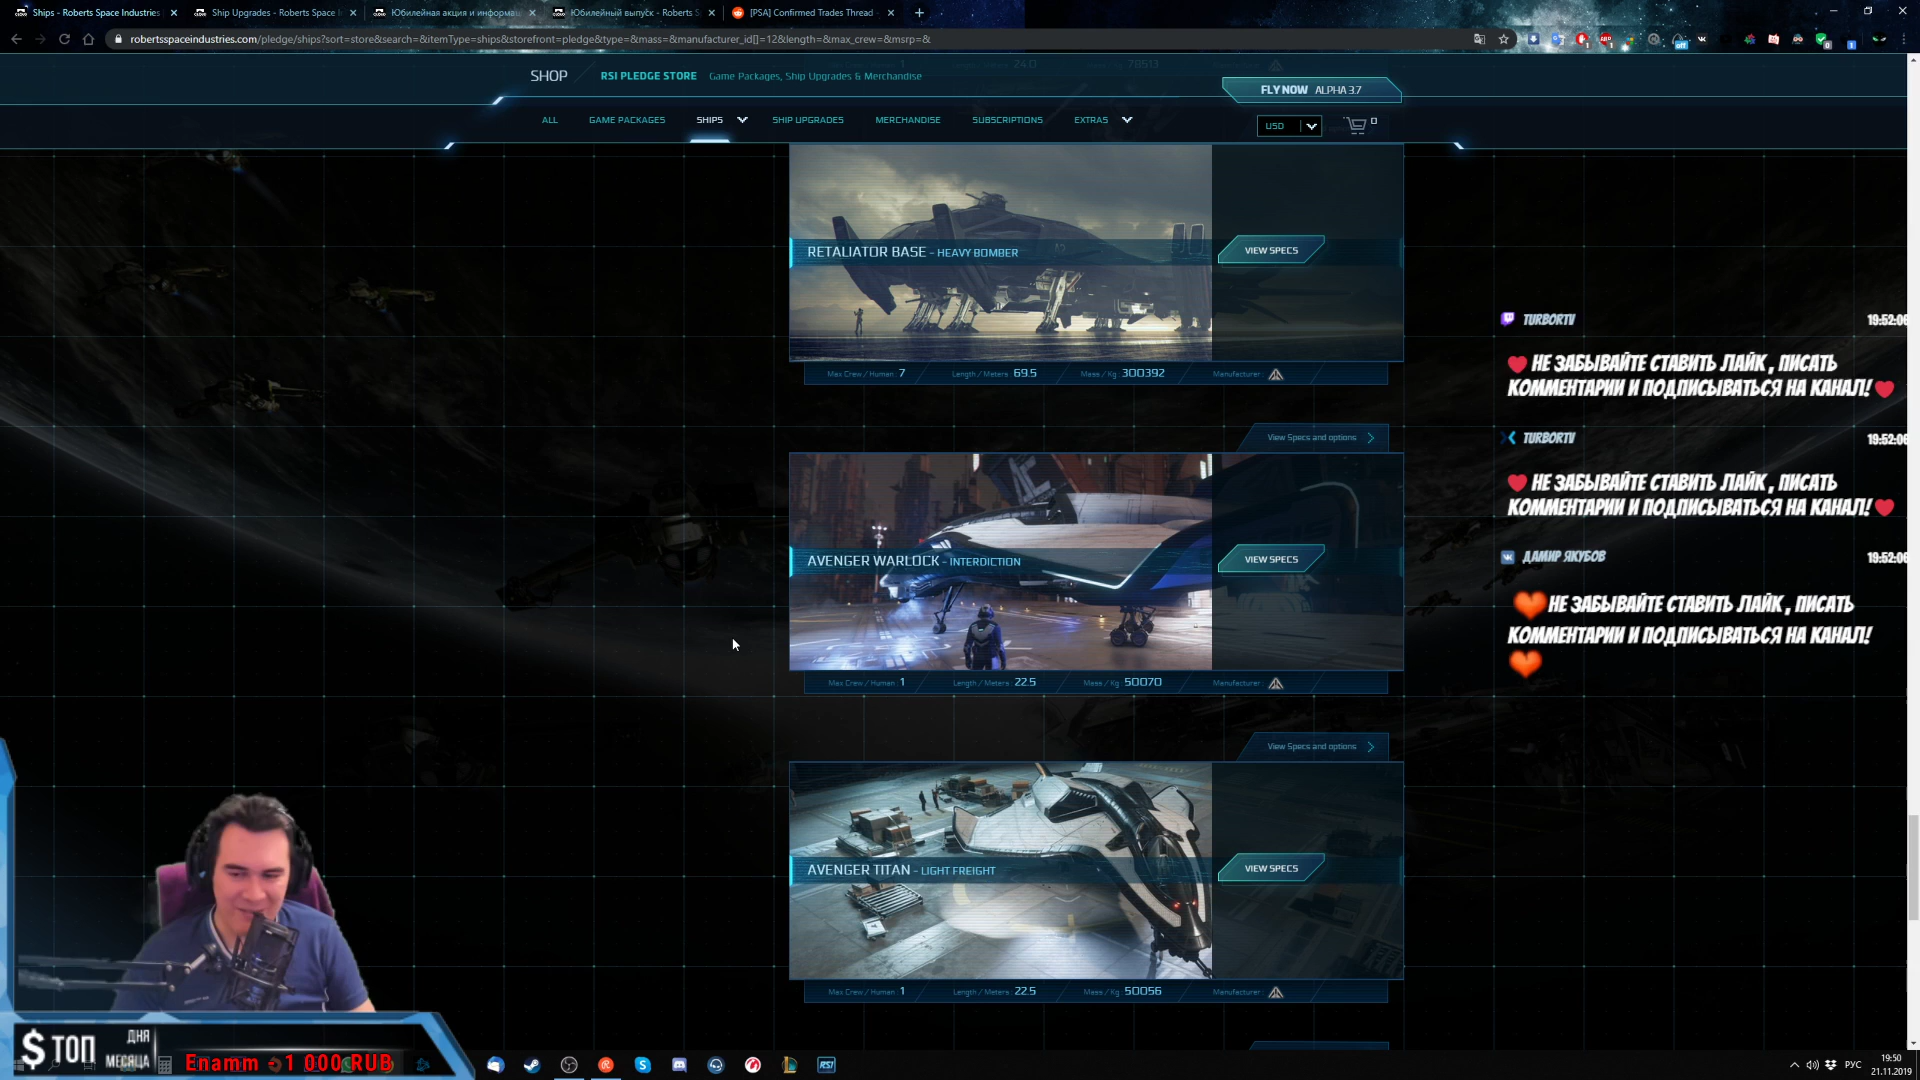 Ships - Roberts Space Industries
Ship Upgrades - Roberts Space I
Юбилейная акция и информа
Юбилейный выпуск - Roberts S
[PSA] Confirmed Trades Thread
robertsspaceindustries.com/pledge/ships?sort=store&search=&itemType=ships&storefront=pledge&type=&mass=&manufacturer_id[]=12&length=&max_crew=&msrp=&
SHOP
RSI PLEDGE STORE Game Packages, Ship Upgrades & Merchandise
FLY NOW ALPHA 3.7
ALL GAME PACKAGES SHIPS SHIP UPGRADES MERCHANDISE SUBSCRIPTIONS EXTRAS
USD
0
RETALIATOR BASE - HEAVY BOMBER
VIEW SPECS
Max Crew / Human: 7 Length / Meters: 69.5 Mass / Kg: 300392 Manufacturer:
View Specs and options
AVENGER WARLOCK - INTERDICTION
VIEW SPECS
Max Crew / Human: 1 Length / Meters: 22.5 Mass / Kg: 50070 Manufacturer:
View Specs and options
AVENGER TITAN - LIGHT FREIGHT
VIEW SPECS
Max Crew / Human: 1 Length / Meters: 22.5 Mass / Kg: 50056 Manufacturer:
TURBORTV 19:52:06
❤ НЕ ЗАБЫВАЙТЕ СТАВИТЬ ЛАЙК , ПИСАТЬ
КОММЕНТАРИИ И ПОДПИСЫВАТЬСЯ НА КАНАЛ! ❤
TURBORTV 19:52:06
❤ НЕ ЗАБЫВАЙТЕ СТАВИТЬ ЛАЙК , ПИСАТЬ
КОММЕНТАРИИ И ПОДПИСЫВАТЬСЯ НА КАНАЛ! ❤
ДАМИР ЯКУБОВ 19:52:06
НЕ ЗАБЫВАЙТЕ СТАВИТЬ ЛАЙК , ПИСАТЬ
КОММЕНТАРИИ И ПОДПИСЫВАТЬСЯ НА КАНАЛ!
$ ТОП
ДНЯ
МЕСЯЦА
Enamm - 1 000 RUB
RSI
РУС
19:50
21.11.2019